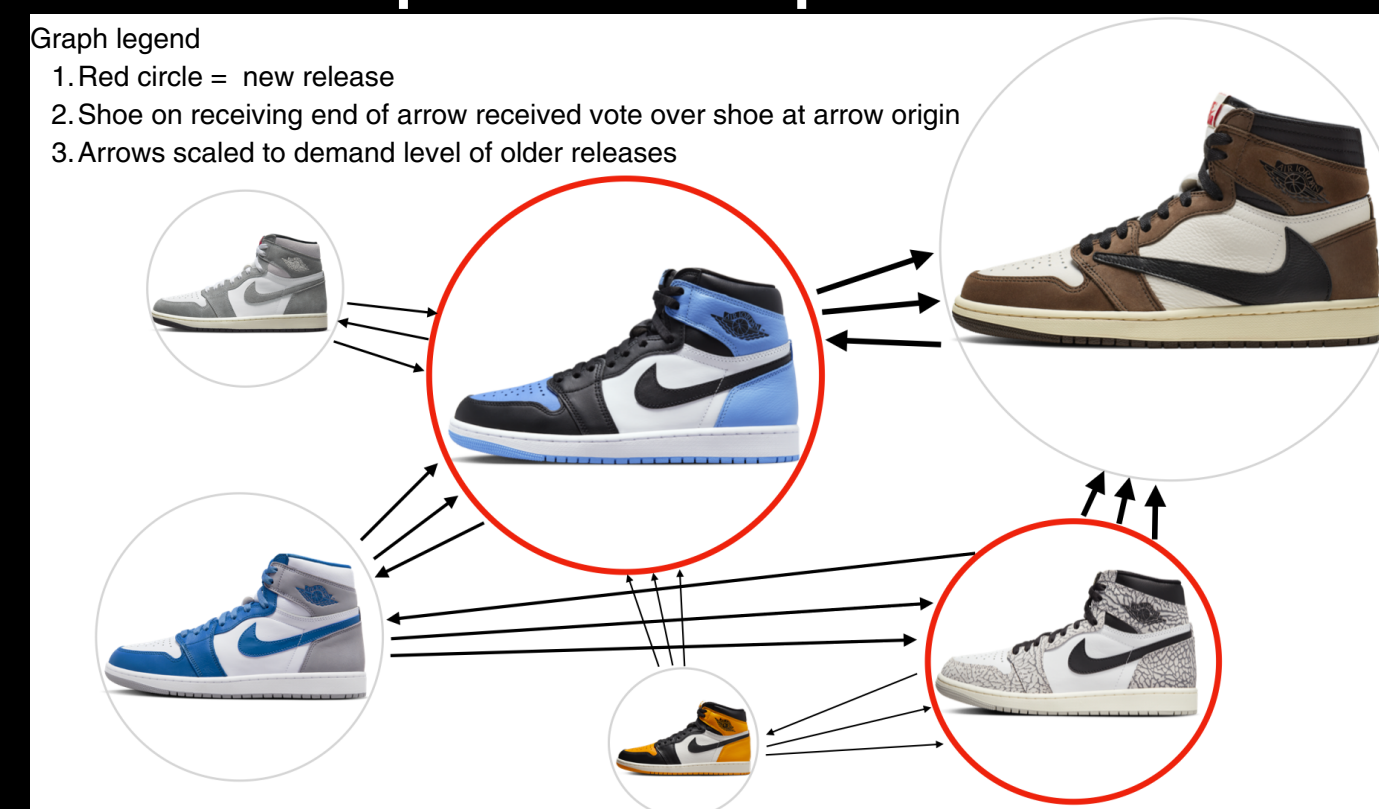 Graph legend
1. Red circle = new release
2. Shoe on receiving end of arrow received vote over shoe at arrow origin
3. Arrows scaled to demand level of older releases